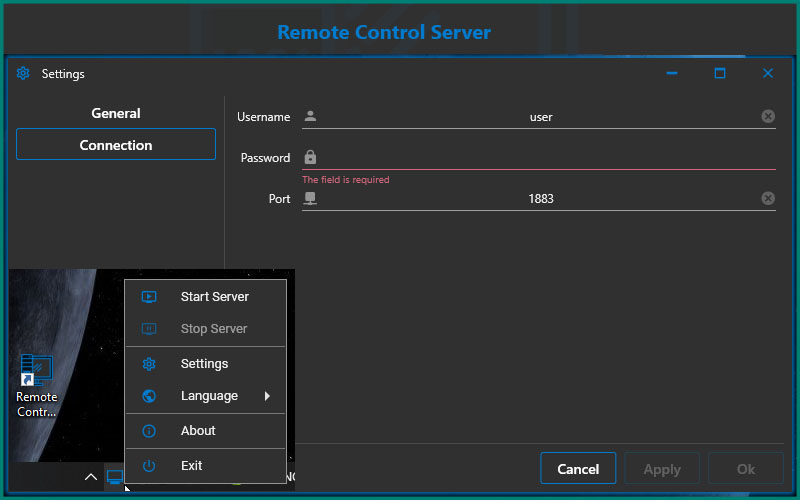 Remote Control Server
Settings
General
Connection
Username
user
Password
The field is required
Port
1883
Start Server
Stop Server
Settings
Language
About
Exit
Remote
Contr...
Cancel
Apply
Ok